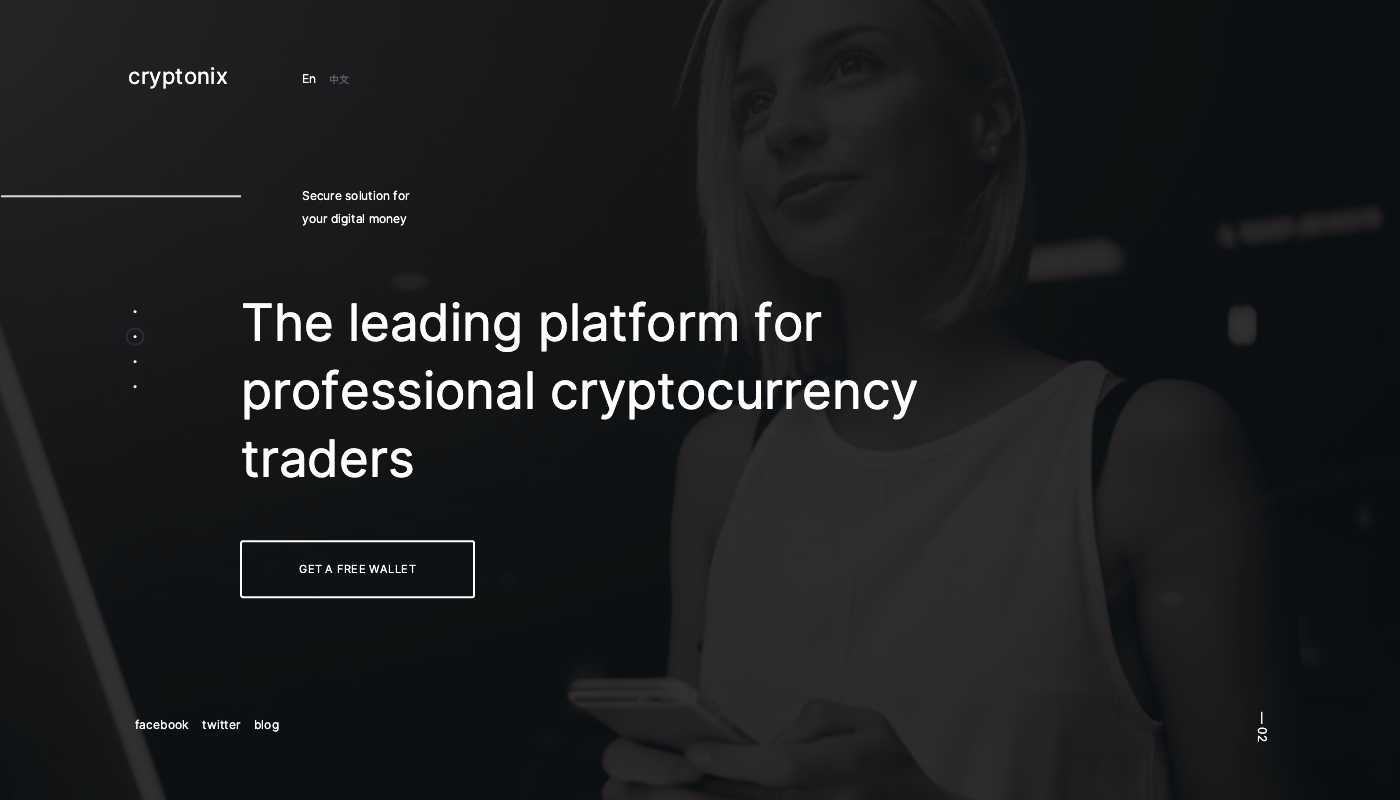 cryptonix
En 中文
Secure solution for
your digital money
The leading platform for
professional cryptocurrency
traders
GET A FREE WALLET
facebook twitter blog
—02